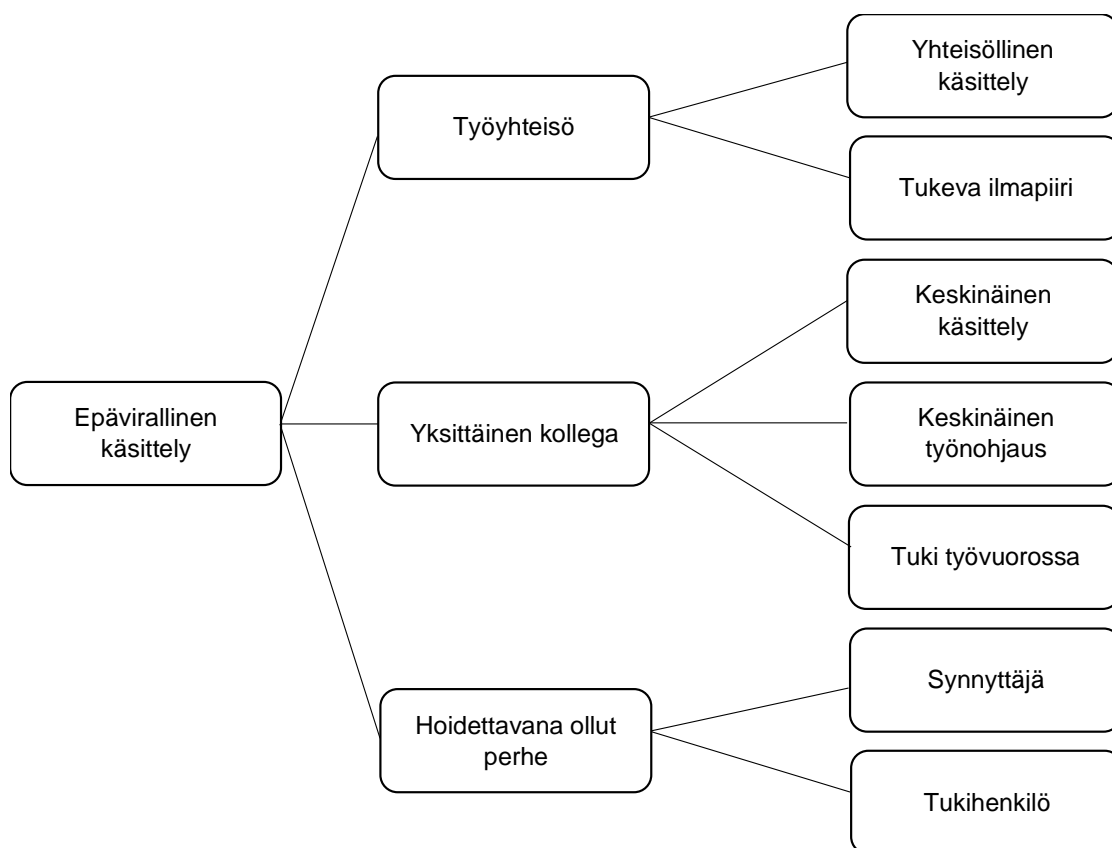 Epävirallinen
käsittely
Työyhteisö
Yhteisöllinen
käsittely
Tukeva ilmapiiri
Yksittäinen kollega
Keskinäinen
käsittely
Keskinäinen
työnohjaus
Tuki työvuorossa
Hoidettavana ollut
perhe
Synnyttäjä
Tukihenkilö